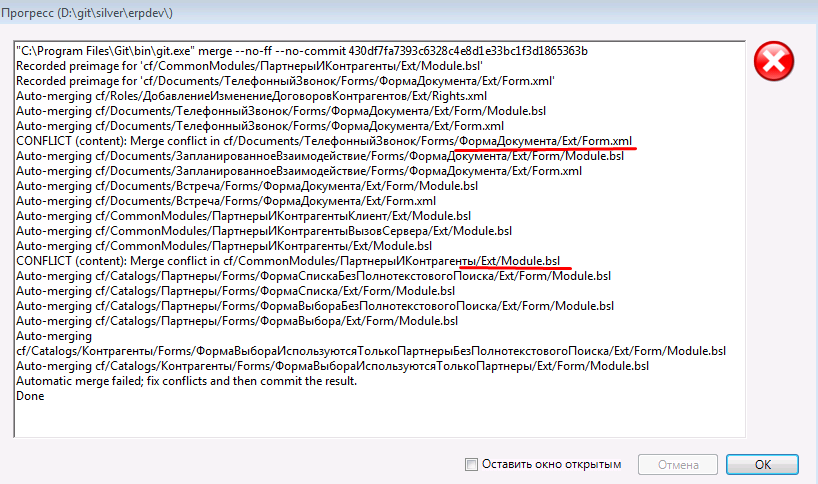 Прогресс (D:\git\silver\erpdev\)
"C:\Program Files\Git\bin\git.exe" merge --no-ff --no-commit 430df7fa7393c6328c4e8d1e33bc1f3d1865363b
Recorded preimage for 'cf/CommonModules/ПартнерыИКонтрагенты/Ext/Module.bsl'
Recorded preimage for 'cf/Documents/ТелефонныйЗвонок/Forms/ФормаДокумента/Ext/Form.xml'
Auto-merging cf/Roles/ДобавлениеИзменениеДоговоровКонтрагентов/Ext/Rights.xml
Auto-merging cf/Documents/ТелефонныйЗвонок/Forms/ФормаДокумента/Ext/Form/Module.bsl
Auto-merging cf/Documents/ТелефонныйЗвонок/Forms/ФормаДокумента/Ext/Form.xml
CONFLICT (content): Merge conflict in cf/Documents/ТелефонныйЗвонок/Forms/ФормаДокумента/Ext/Form.xml
Auto-merging cf/Documents/ЗапланированноеВзаимодействие/Forms/ФормаДокумента/Ext/Form/Module.bsl
Auto-merging cf/Documents/ЗапланированноеВзаимодействие/Forms/ФормаДокумента/Ext/Form.xml
Auto-merging cf/Documents/Встреча/Forms/ФормаДокумента/Ext/Form/Module.bsl
Auto-merging cf/Documents/Встреча/Forms/ФормаДокумента/Ext/Form.xml
Auto-merging cf/CommonModules/ПартнерыИКонтрагентыКлиент/Ext/Module.bsl
Auto-merging cf/CommonModules/ПартнерыИКонтрагентыВызовСервера/Ext/Module.bsl
Auto-merging cf/CommonModules/ПартнерыИКонтрагенты/Ext/Module.bsl
CONFLICT (content): Merge conflict in cf/CommonModules/ПартнерыИКонтрагенты/Ext/Module.bsl
Auto-merging cf/Catalogs/Партнеры/Forms/ФормаСпискаБезПолнотекстовогоПоиска/Ext/Form/Module.bsl
Auto-merging cf/Catalogs/Партнеры/Forms/ФормаСписка/Ext/Form/Module.bsl
Auto-merging cf/Catalogs/Партнеры/Forms/ФормаВыбораБезПолнотекстовогоПоиска/Ext/Form/Module.bsl
Auto-merging cf/Catalogs/Партнеры/Forms/ФормаВыбора/Ext/Form/Module.bsl
Auto-merging
cf/Catalogs/Контрагенты/Forms/ФормаВыбораИспользуютсяТолькоПартнерыБезПолнотекстовогоПоиска/Ext/Form/Module.bsl
Auto-merging cf/Catalogs/Контрагенты/Forms/ФормаВыбораИспользуютсяТолькоПартнеры/Ext/Form/Module.bsl
Automatic merge failed; fix conflicts and then commit the result.
Done
Оставить окно открытым
Отмена
ОК